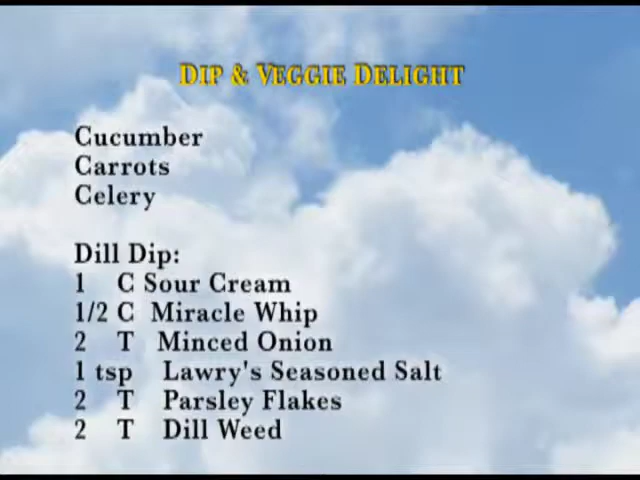 DIP & VEGGIE DELIGHT
Cucumber
Carrots
Celery
Dill Dip:
1 C Sour Cream
1/2 C Miracle Whip
2 T Minced Onion
1 tsp Lawry's Seasoned Salt
2 T Parsley Flakes
2 T Dill Weed